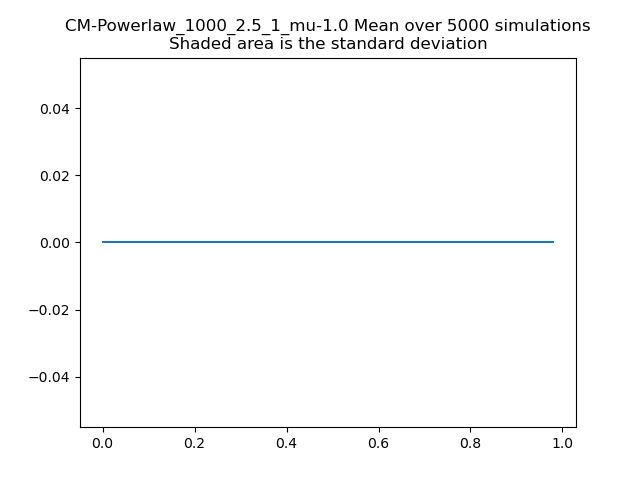 CM-Powerlaw_1000_2.5_1_mu-1.0 Mean over 5000 simulations
Shaded area is the standard deviation
0.04
0.02
0.00
−0.02
−0.04
0.0 0.2 0.4 0.6 0.8 1.0